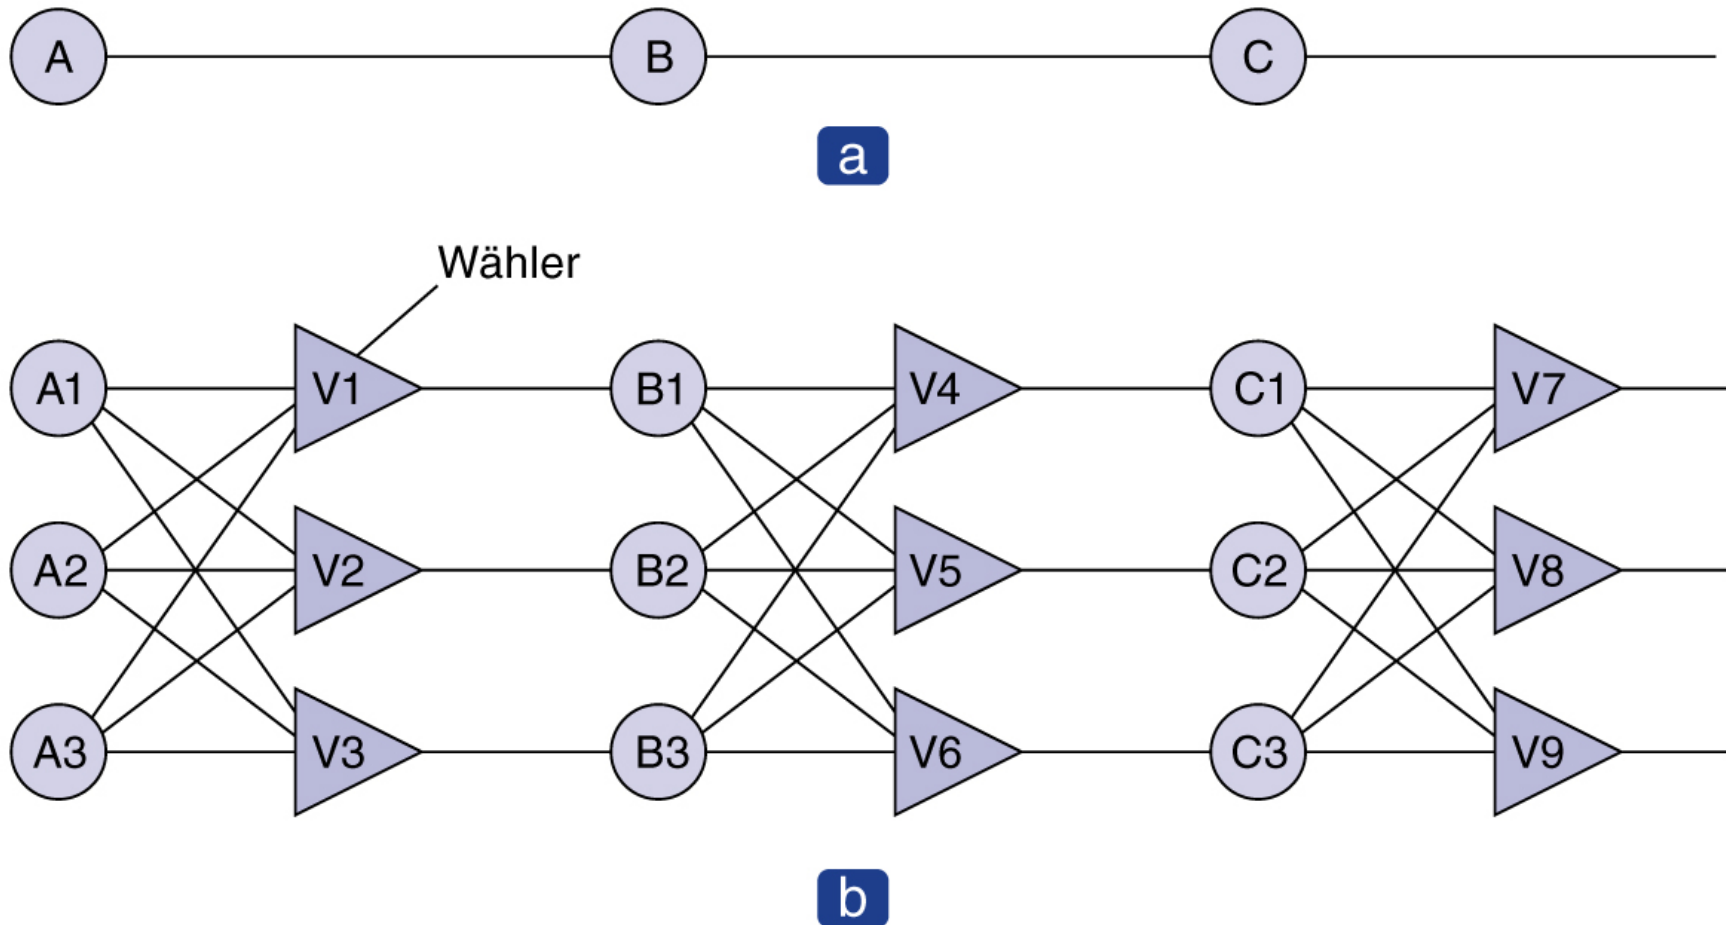 A B C
a
Wähler
A1 V1 B1 V4 C1 V7
A2 V2 B2 V5 C2 V8
A3 V3 B3 V6 C3 V9
b